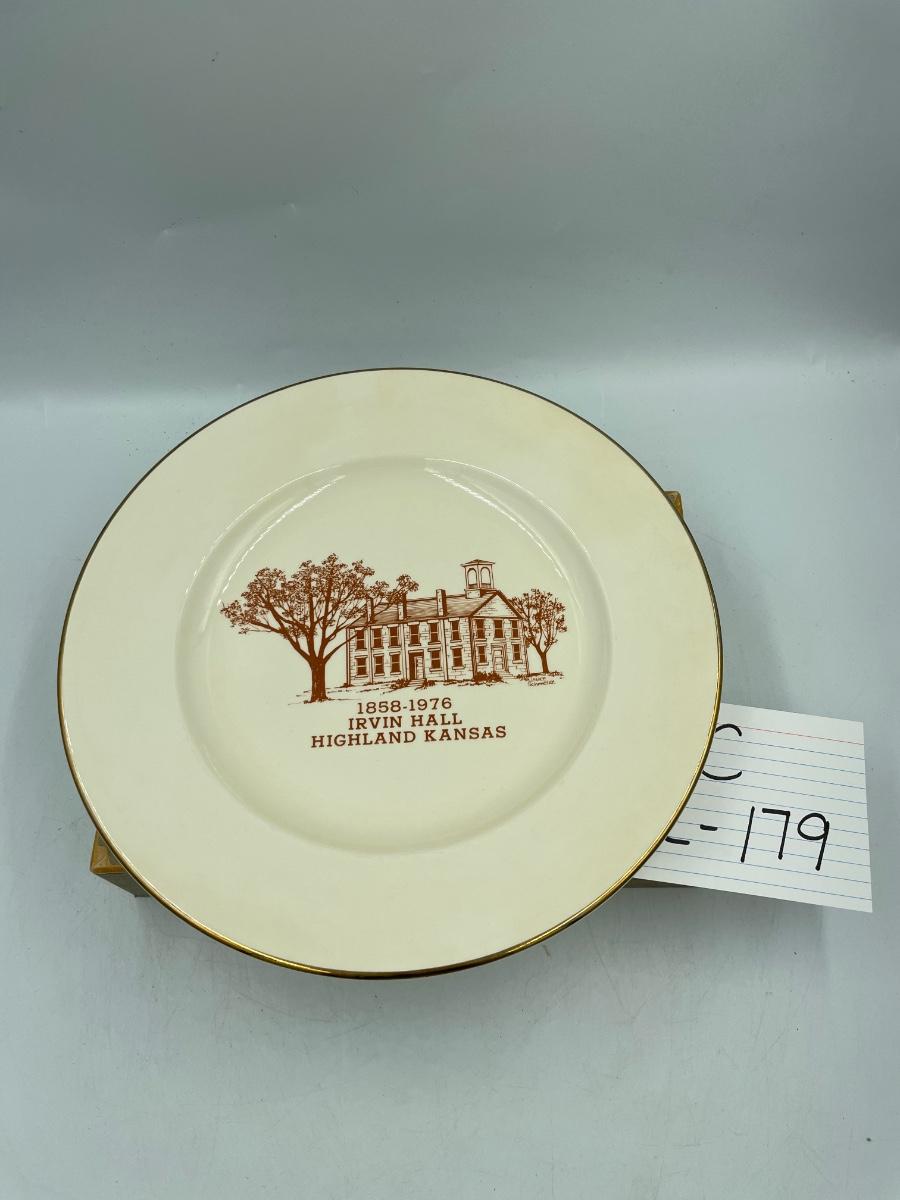 1858-1976
IRVIN HALL
HIGHLAND KANSAS
C
-179